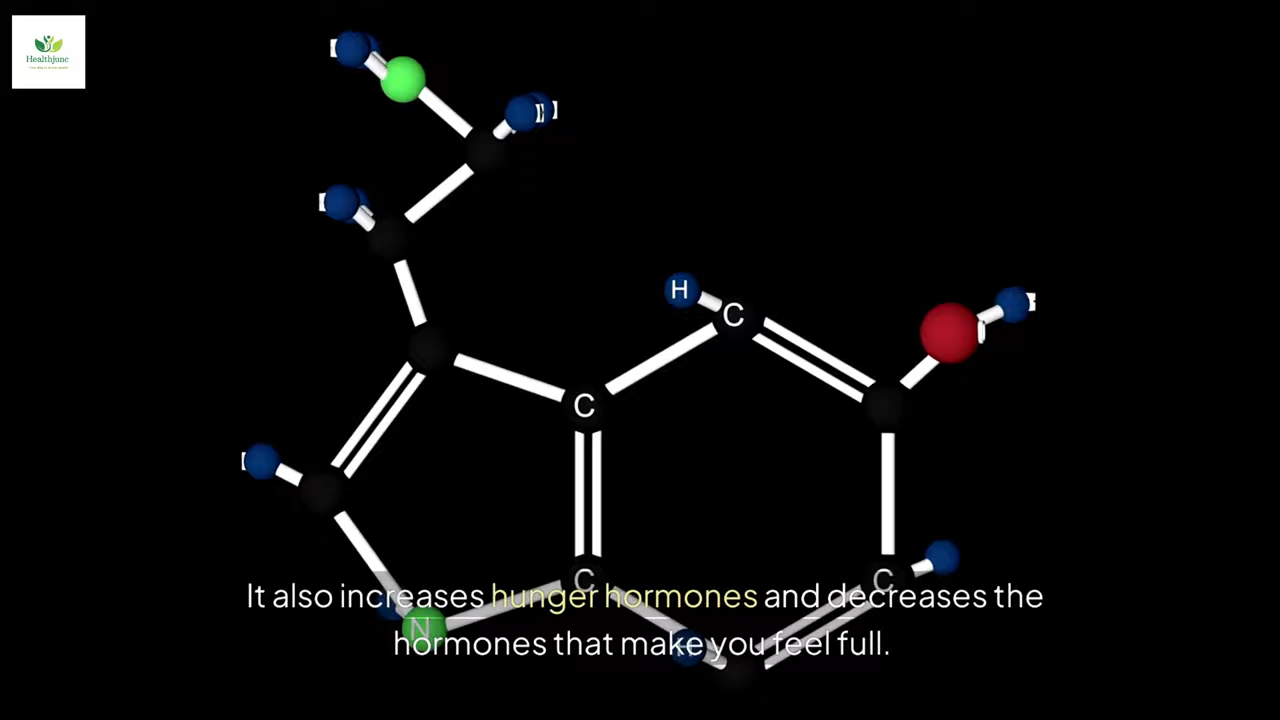 Healthjunc
H
C
C
C
C
It also increases hunger hormones and decreases the
N
hormones that make you feel full.